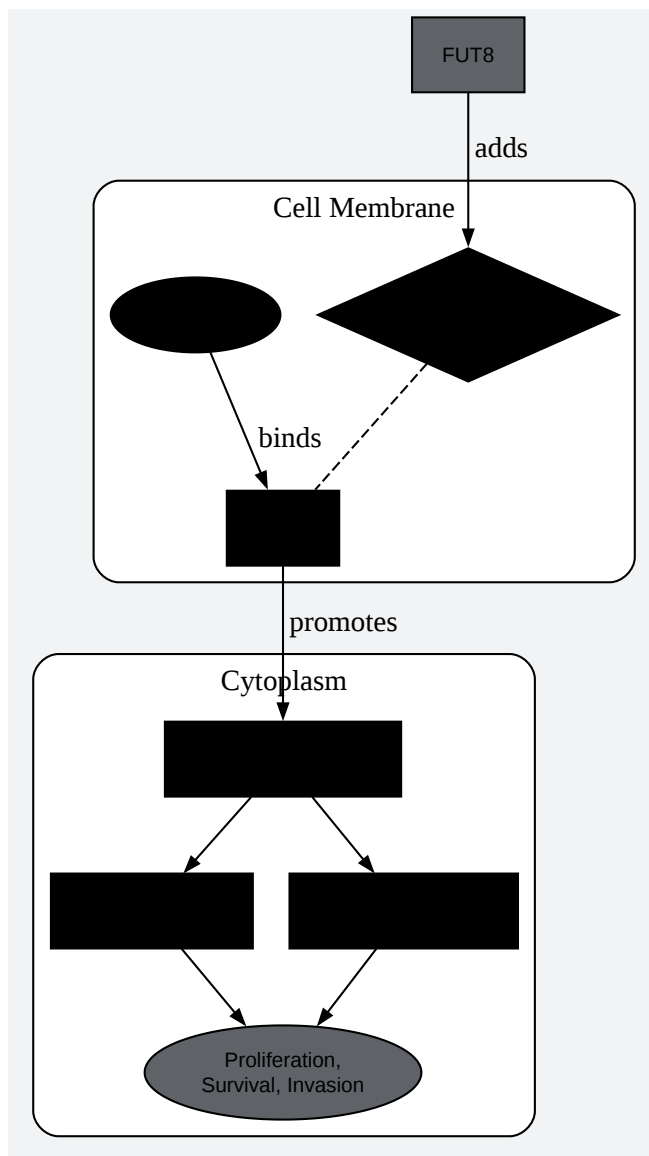 FUT8
adds
Cell Membrane
binds
promotes
Cytoplasm
Proliferation,
Survival, Invasion